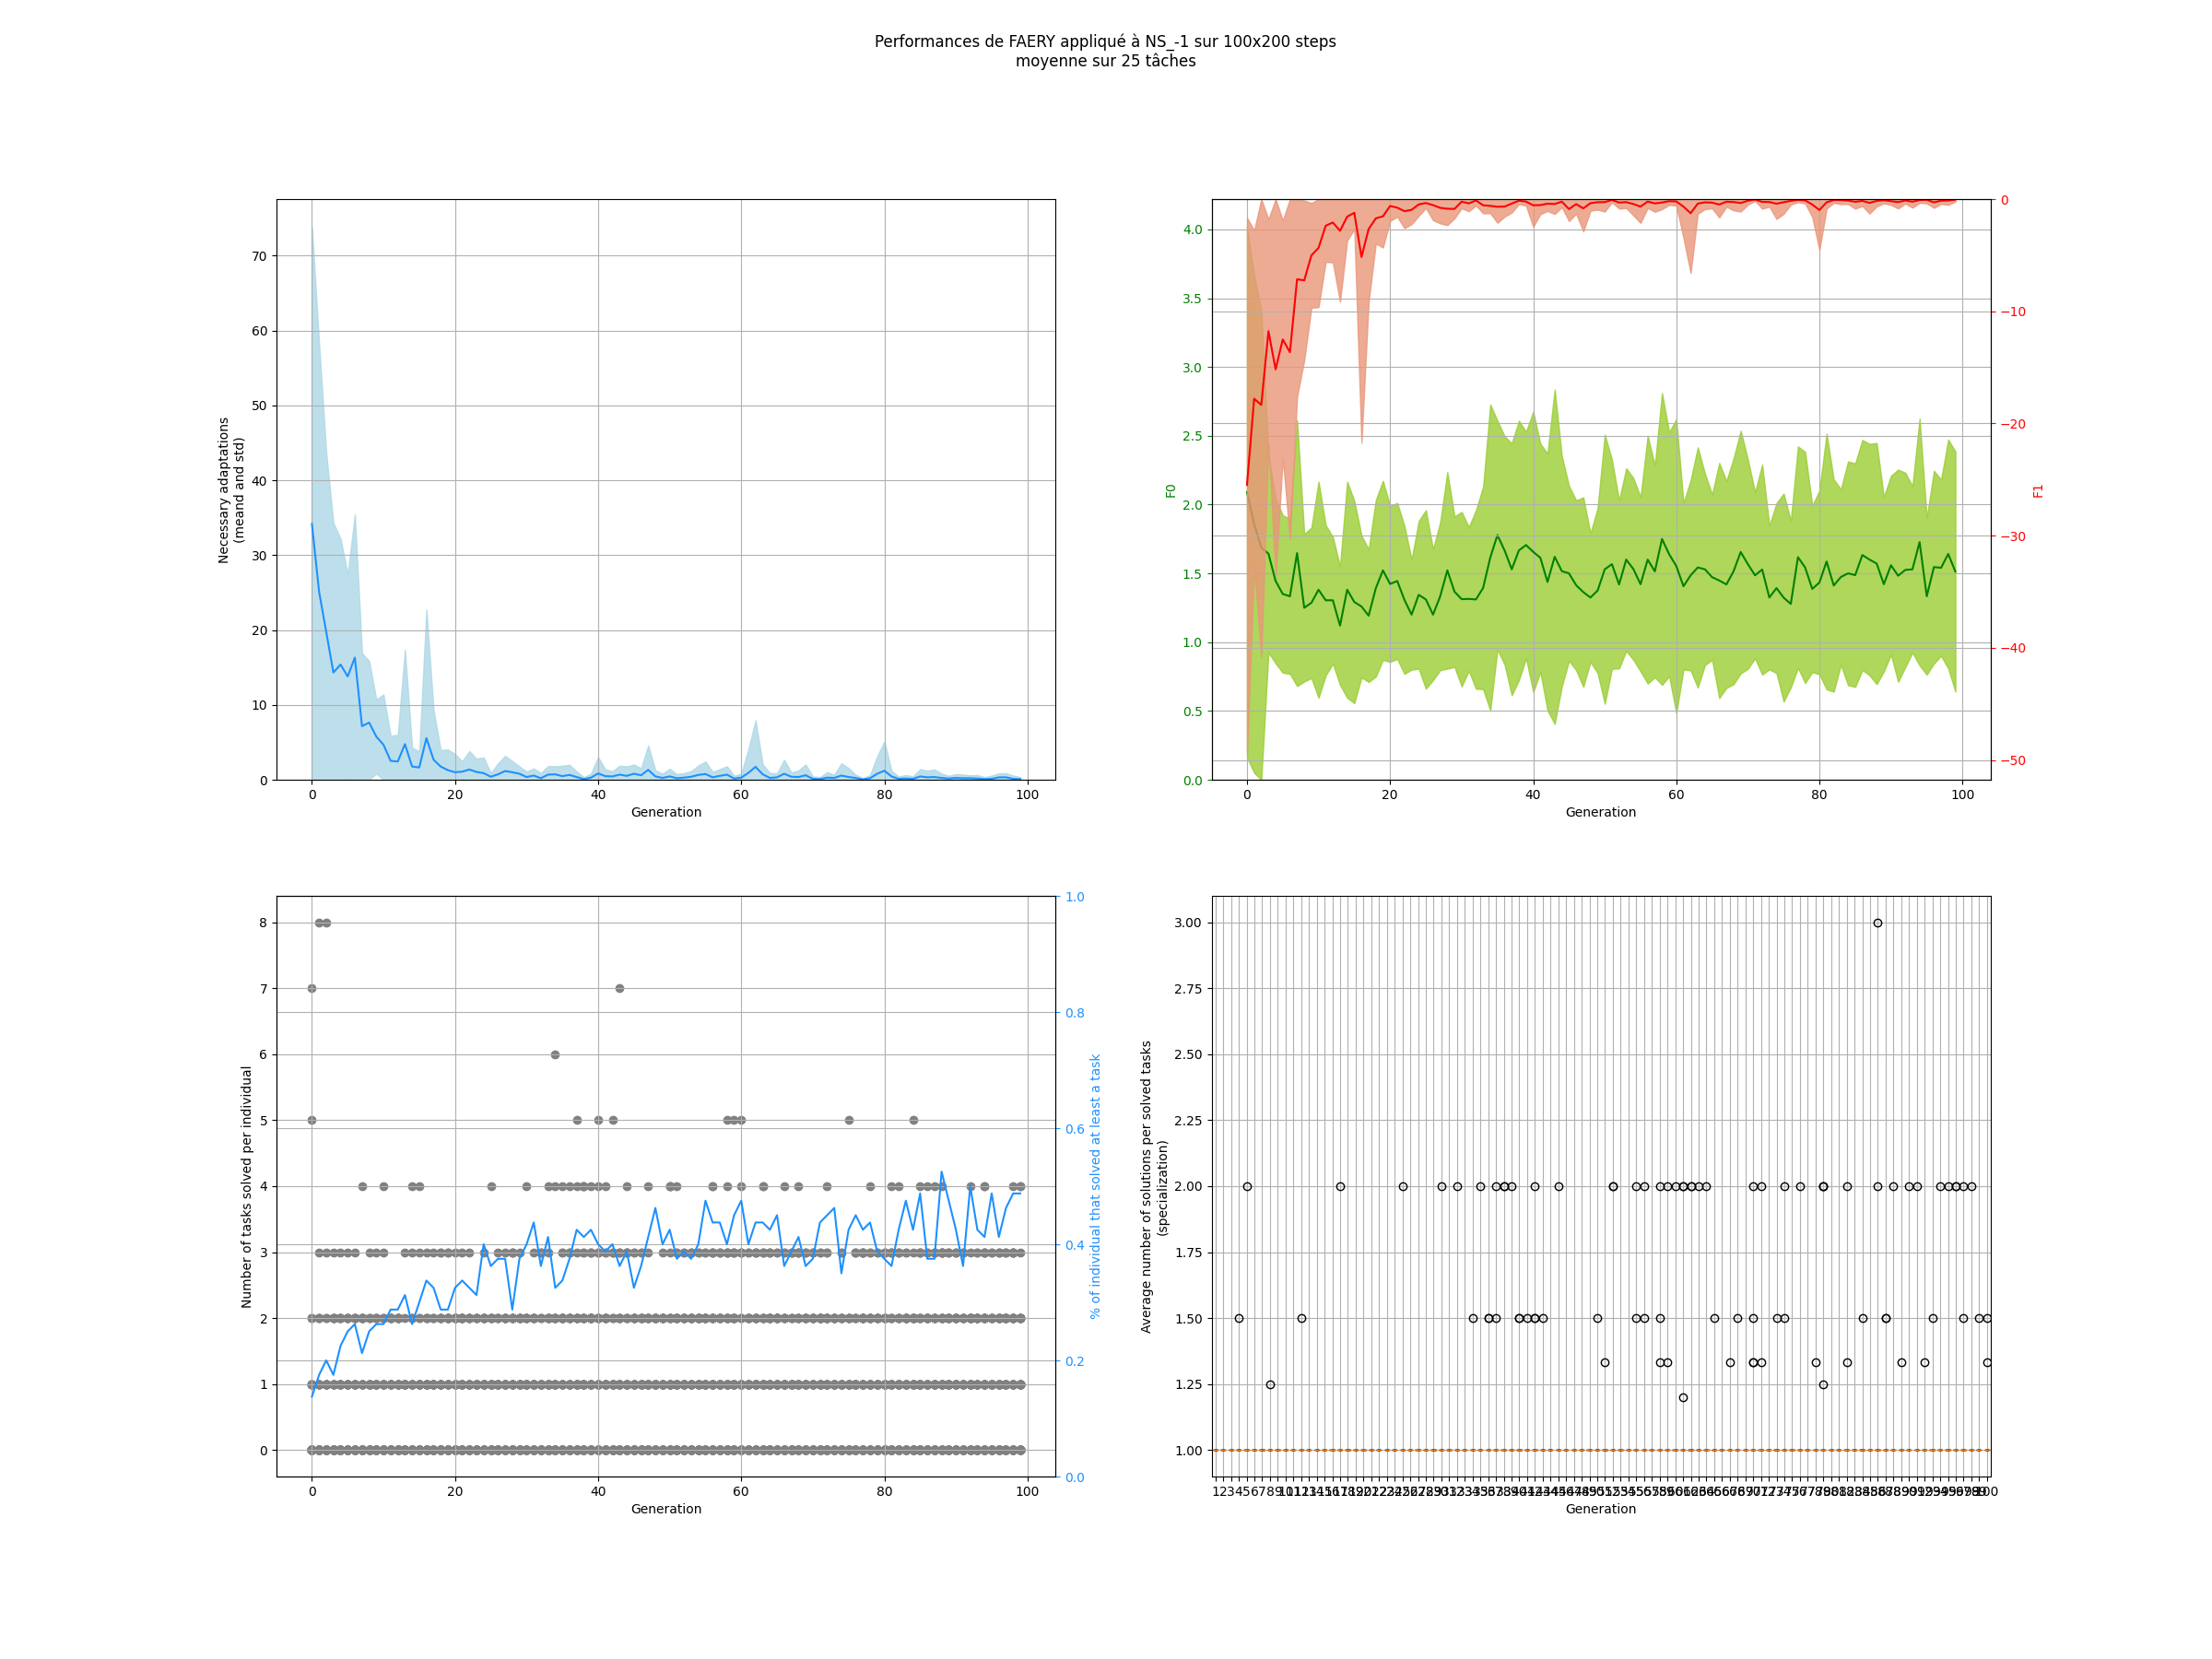 Performances de FAERY appliqué à NS_-1 sur 100x200 steps
moyenne sur 25 tâches
70
60
50
40
30
20
10
0
Necessary adaptations
(meand and std)
0 20 40 60 80 100
Generation
4.0
3.5
3.0
2.5
2.0
1.5
1.0
0.5
0.0
F0
0
−10
−20
−30
−40
−50
F1
0 20 40 60 80 100
Generation
8
7
6
5
4
3
2
1
0
Number of tasks solved per individual
1.0
0.8
0.6
0.4
0.2
0.0
% of individual that solved at least a task
0 20 40 60 80 100
Generation
3.00
2.75
2.50
2.25
2.00
1.75
1.50
1.25
1.00
Average number of solutions per solved tasks
(specialization)
Generation